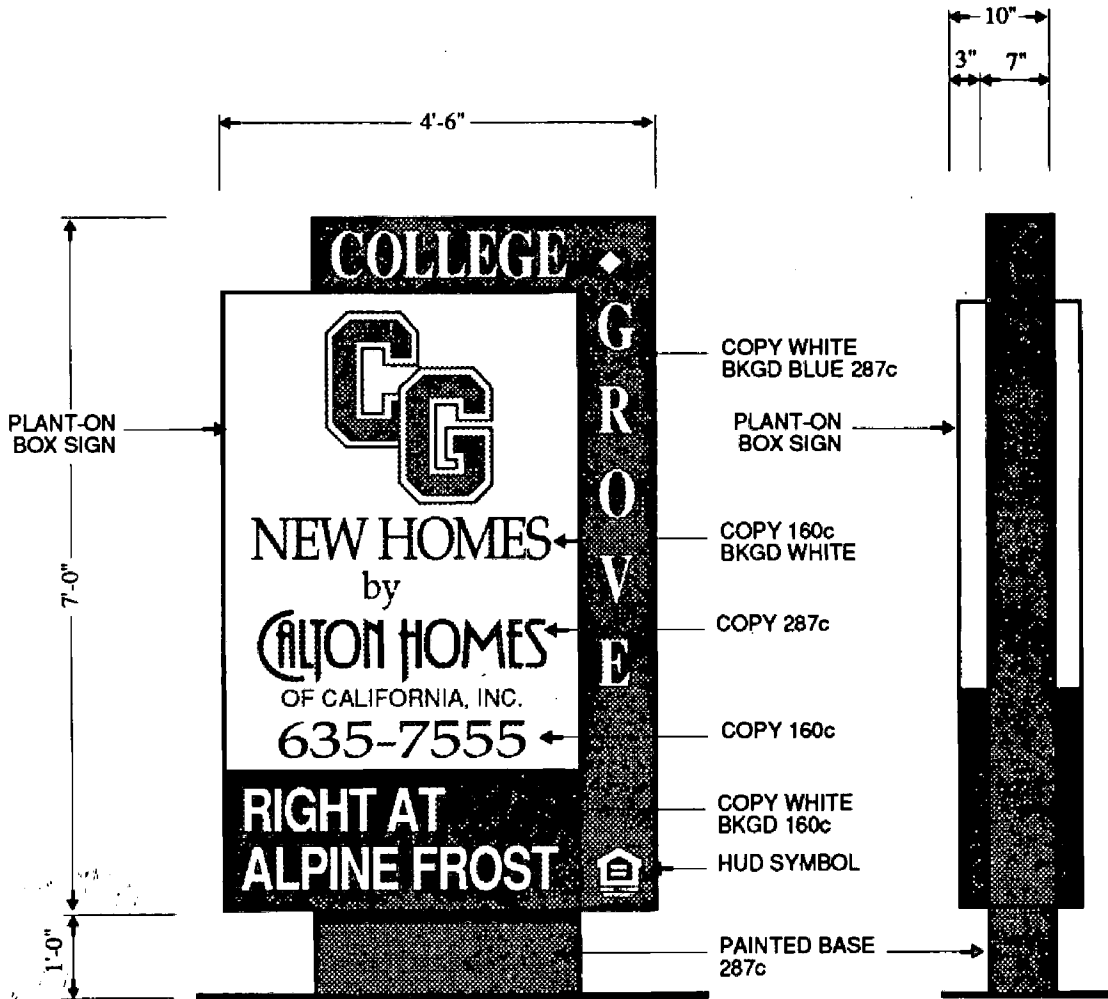 10"
3" 7"
4'-6"
COLLEGE
GROVE
CG
COPY WHITE
BKGD BLUE 287c
PLANT-ON
BOX SIGN
PLANT-ON
BOX SIGN
NEW HOMES
by
COPY 160c
BKGD WHITE
7'-0"
CALTON HOMES
COPY 287c
OF CALIFORNIA, INC.
635-7555
COPY 160c
RIGHT AT
ALPINE FROST
COPY WHITE
BKGD 160c
HUD SYMBOL
1'-0"
PAINTED BASE
287c